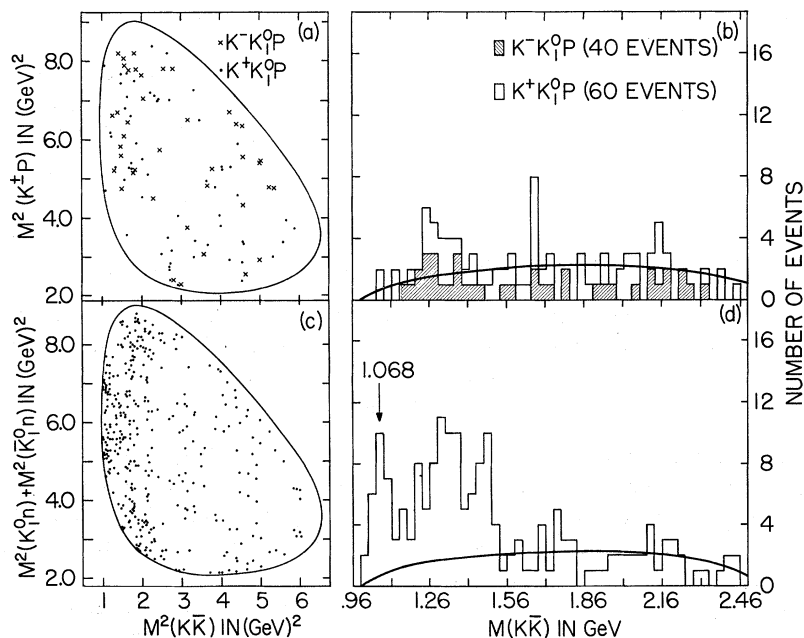 (a)
× K⁻K₁⁰P
· K⁺K₁⁰P
8.0
6.0
4.0
2.0
M²(K±P) IN (GeV)²
(b)
K⁻K₁⁰P (40 EVENTS)
K⁺K₁⁰P (60 EVENTS)
16
12
8
4
0
NUMBER OF EVENTS
(c)
8.0
6.0
4.0
2.0
M²(K₁⁰n)+M²(K̅₁⁰n) IN (GeV)²
.1 2 3 4 5 6
M²(KK̅) IN (GeV)²
(d)
1.068
16
12
8
4
0
.96 1.26 1.56 1.86 2.16 2.46
M(KK̅) IN GeV